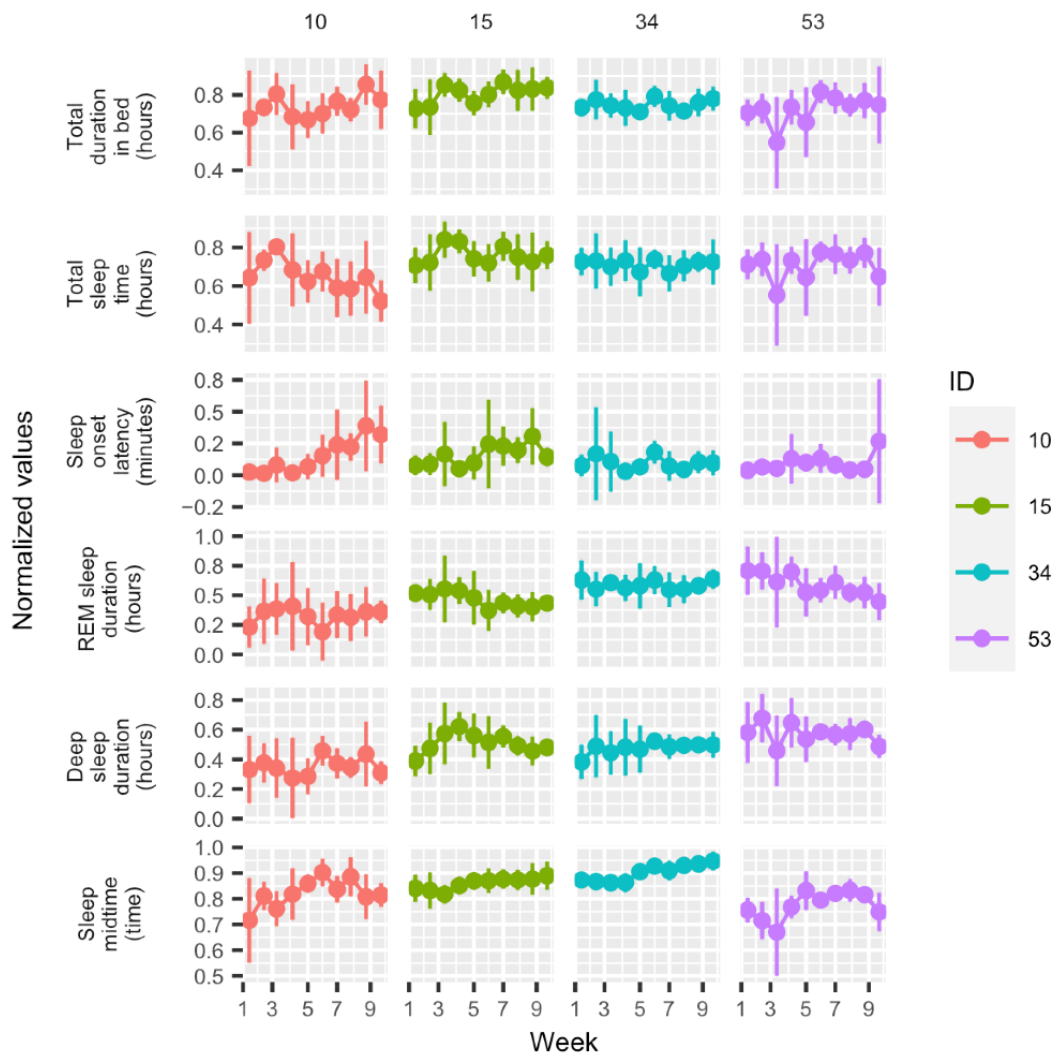 10 15 34 53
Total
duration
in bed
(hours)
0.8
0.6
0.4
Total
sleep
time
(hours)
0.8
0.6
0.4
Sleep
onset
latency
(minutes)
0.8
0.5
0.2
0.0
−0.2
REM sleep
duration
(hours)
1.0
0.8
0.5
0.2
0.0
Deep
sleep
duration
(hours)
0.8
0.6
0.4
0.2
0.0
Sleep
midtime
(time)
1.0
0.9
0.8
0.7
0.6
0.5
1 3 5 7 9 1 3 5 7 9 1 3 5 7 9 1 3 5 7 9
Week
Normalized values
ID
10
15
34
53